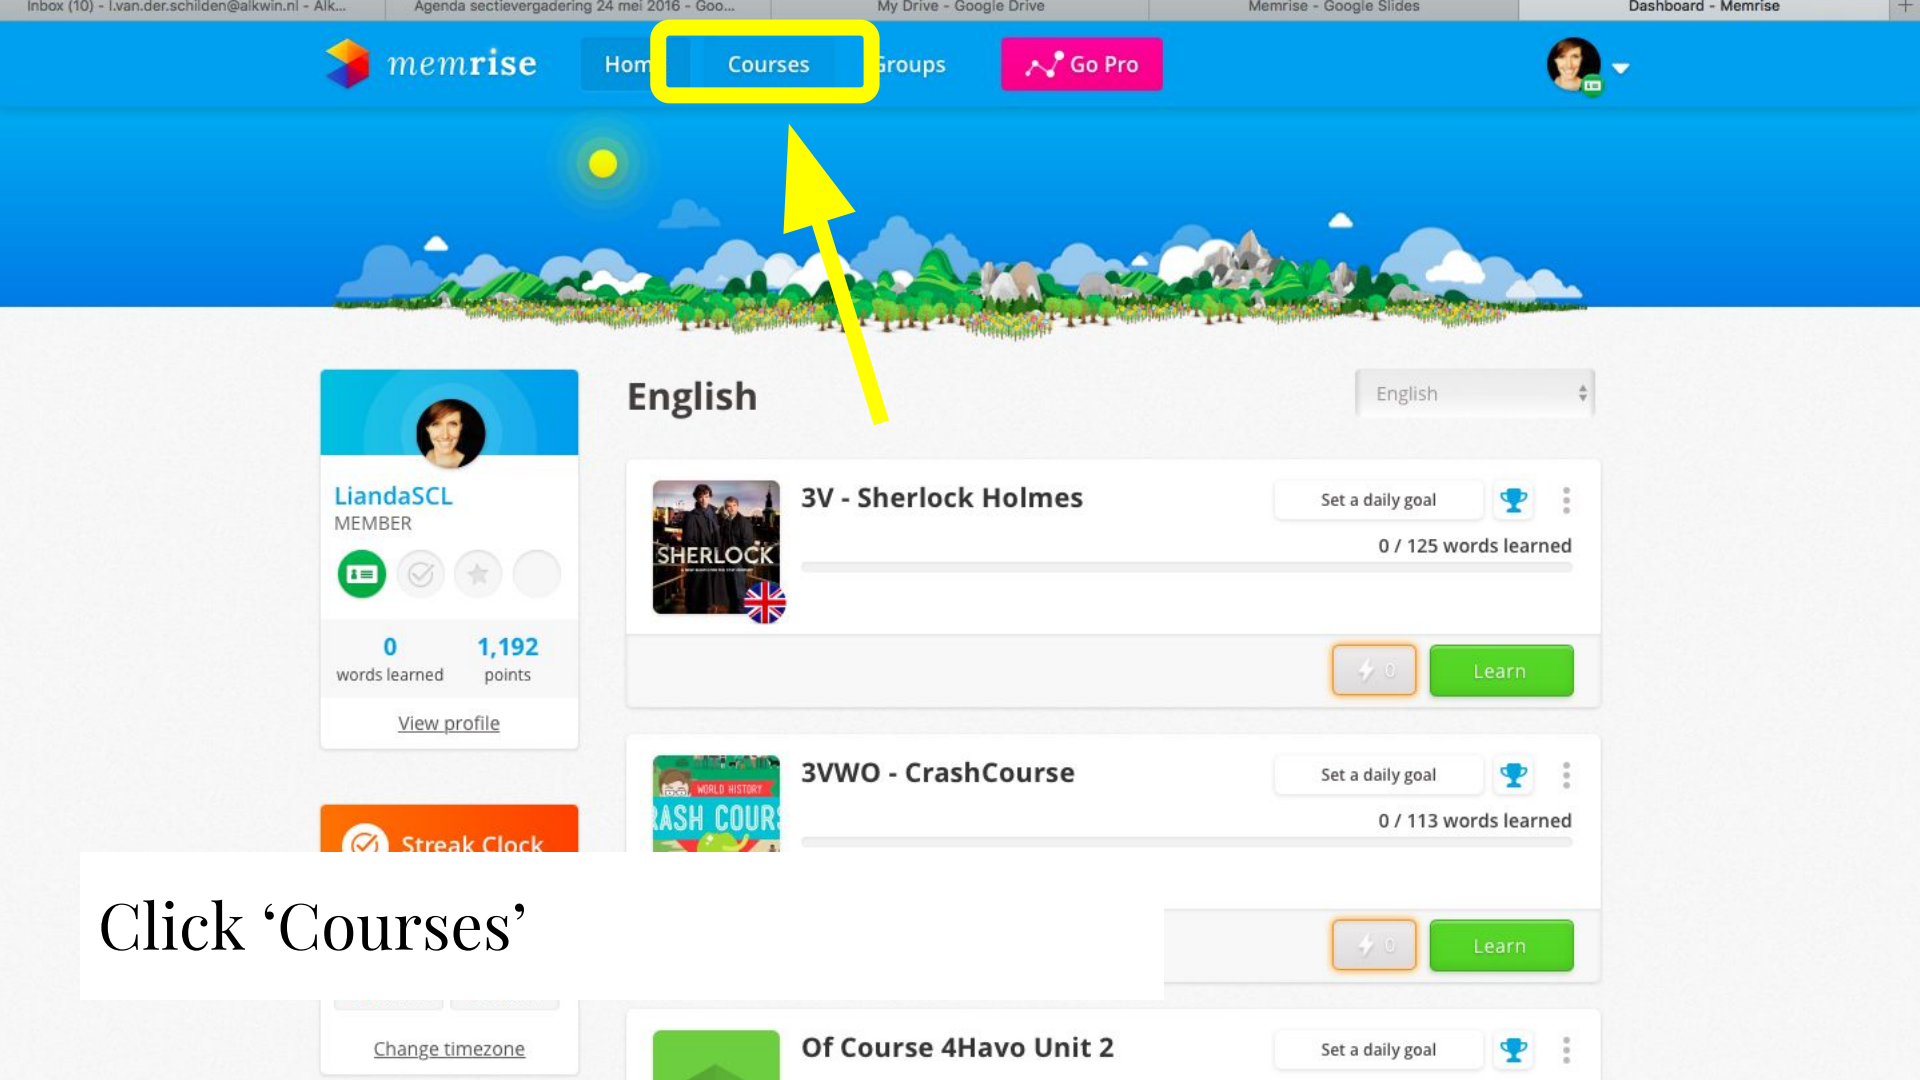 Inbox (10) - l.van.der.schilden@alkwin.nl - Alk...
Agenda sectievergadering 24 mei 2016 - Goo...
My Drive - Google Drive
Memrise - Google Slides
Dashboard - Memrise
+
memrise
Hom
Courses
Groups
Go Pro
English
English
LiandaSCL
MEMBER
0
words learned
1,192
points
View profile
SHERLOCK
3V - Sherlock Holmes
Set a daily goal
0 / 125 words learned
0
Learn
WORLD HISTORY
RASH COURS
3VWO - CrashCourse
Set a daily goal
0 / 113 words learned
0
Learn
Streak Clock
Click ‘Courses’
Change timezone
Of Course 4Havo Unit 2
Set a daily goal